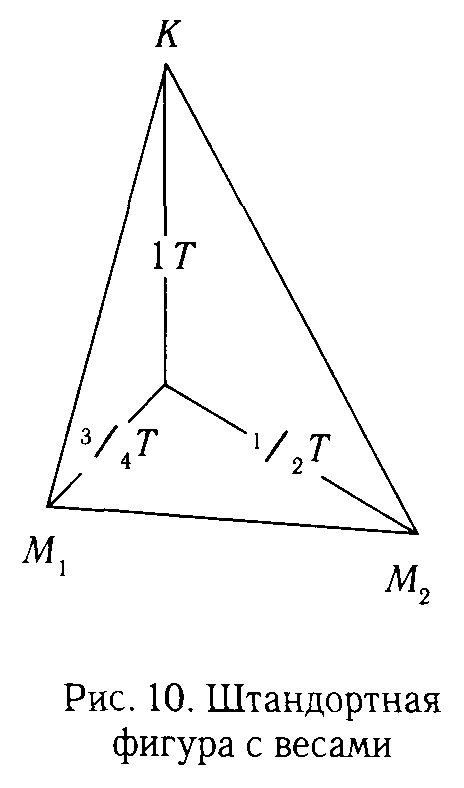 K
1 T
3/4 T
1/2 T
M1
M2
Рис. 10. Штандортная
фигура с весами